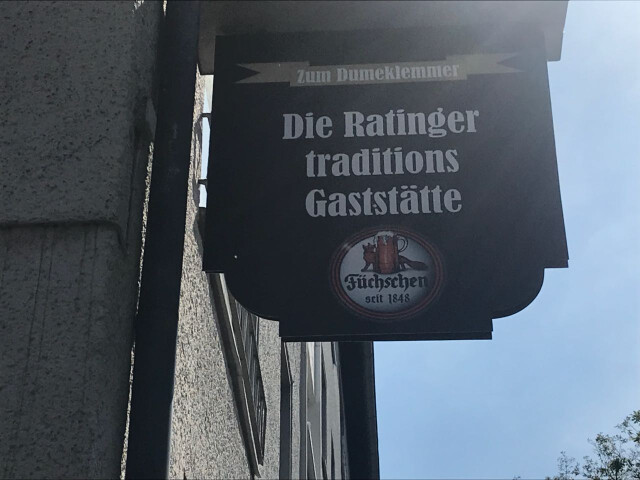 Zum Dumeklemmer
Die Ratinger
traditions
Gaststätte
Füchschen
seit 1848